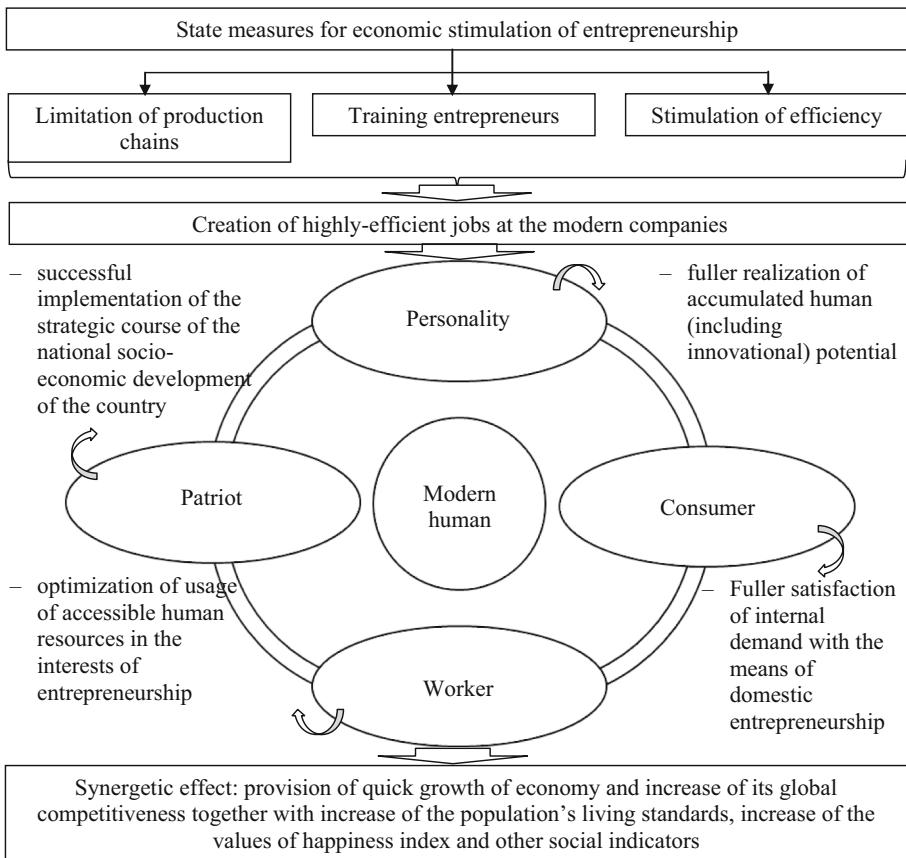 State measures for economic stimulation of entrepreneurship
Limitation of production
chains
Training entrepreneurs
Stimulation of efficiency
Creation of highly-efficient jobs at the modern companies
– successful
implementation of the
strategic course of the
national socio-
economic development
of the country
Personality
– fuller realization of
accumulated human
(including
innovational) potential
Patriot
Modern
human
Consumer
– optimization of usage
of accessible human
resources in the
interests of
entrepreneurship
Worker
– Fuller satisfaction
of internal
demand with the
means of
domestic
entrepreneurship
Synergetic effect: provision of quick growth of economy and increase of its global
competitiveness together with increase of the population’s living standards, increase of the
values of happiness index and other social indicators